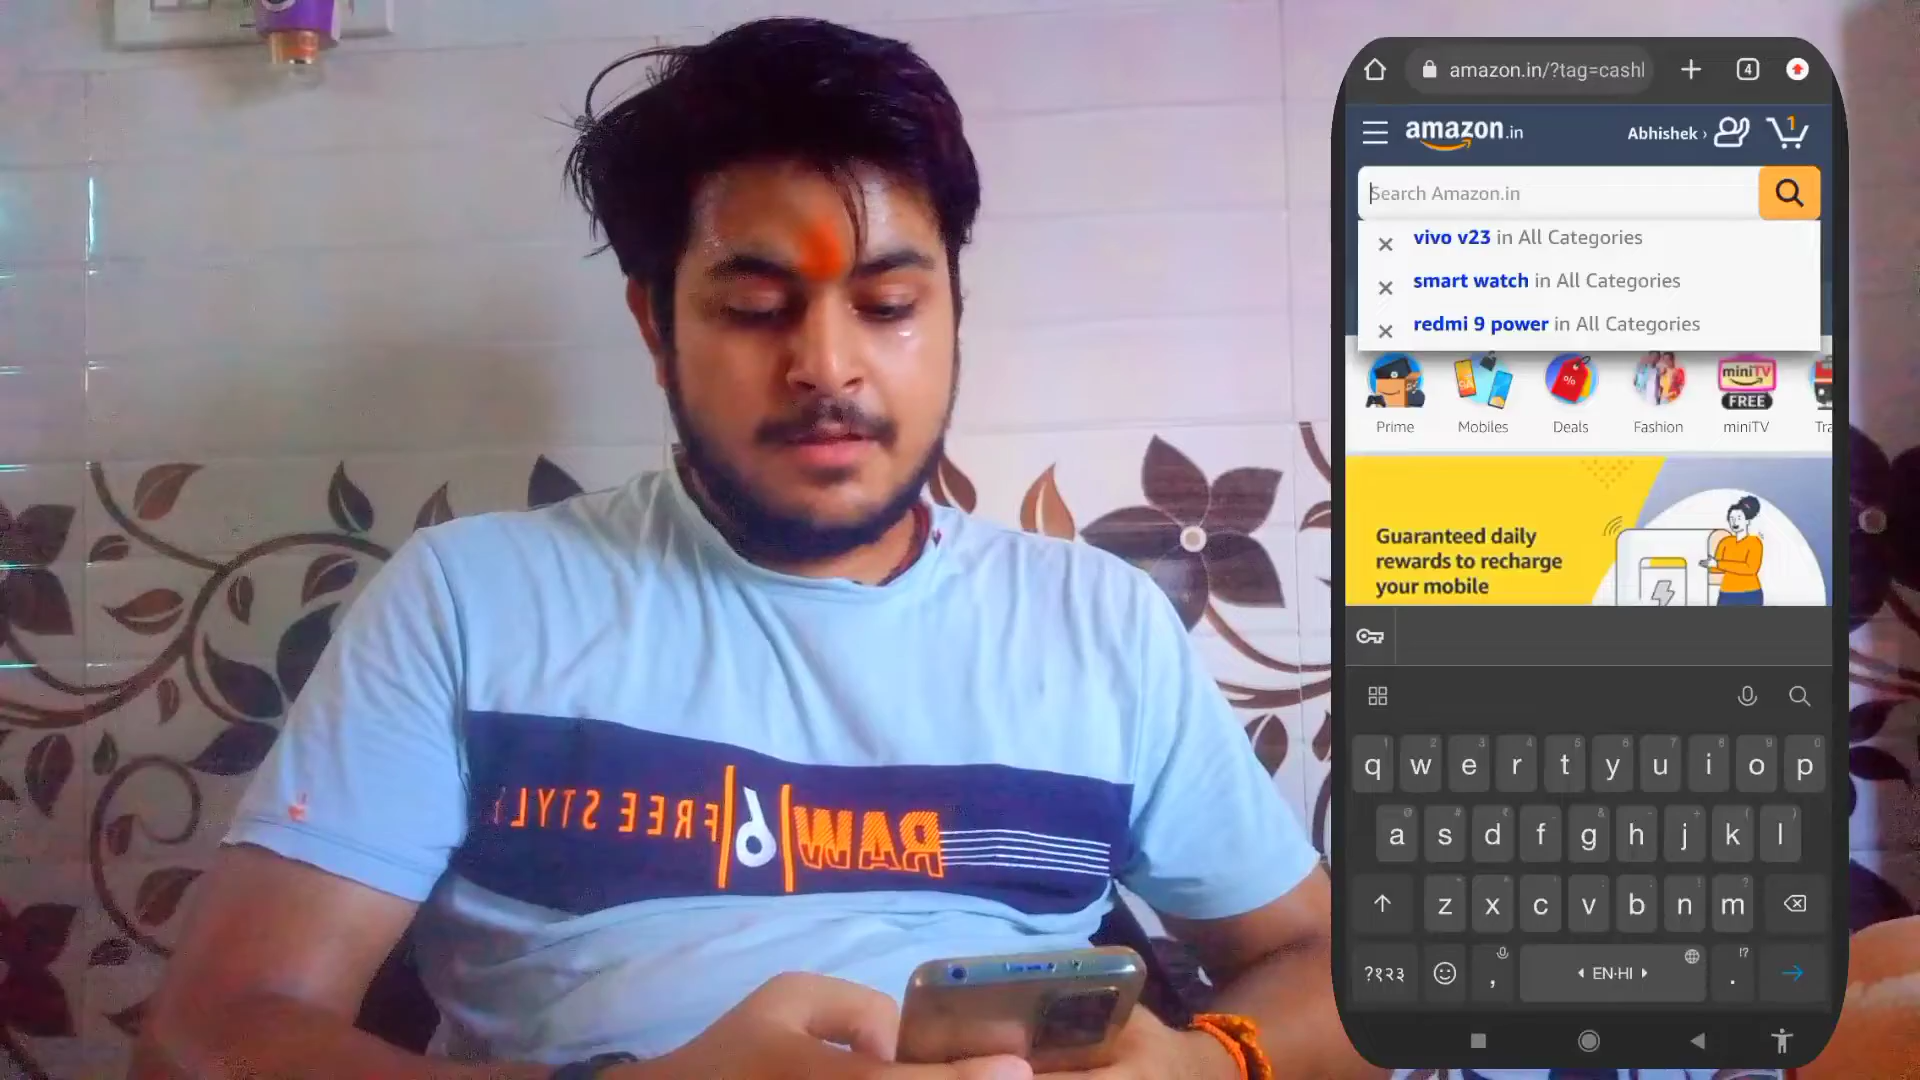 amazon.in/?tag=cashl
4
amazon.in
Abhishek ›
1
Search Amazon.in
vivo v23 in All Categories
smart watch in All Categories
redmi 9 power in All Categories
miniTV
FREE
Prime
Mobiles
Deals
Fashion
miniTV
Tra
Guaranteed daily
rewards to recharge
your mobile
q w e r t y u i o p
a s d f g h j k l
z x c v b n m
?१२३ , EN·HI . !?
FREE STYL
6
RAW